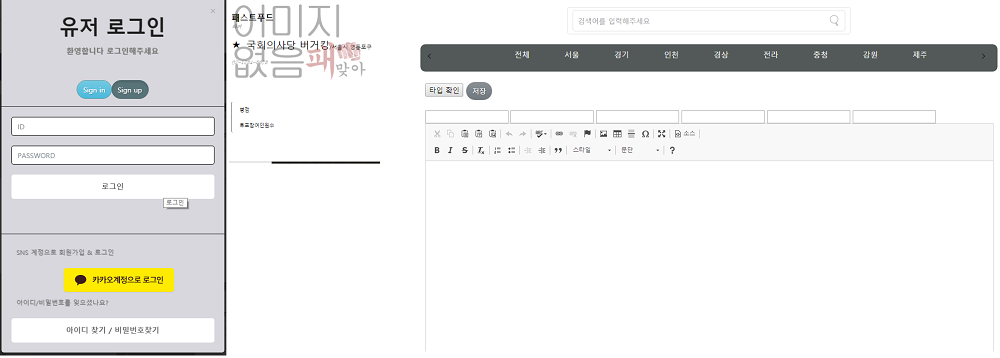 ×
유저 로그인
환영합니다 로그인해주세요
Sign in
Sign up
ID
PASSWORD
로그인
로그인
SNS 계정으로 회원가입 & 로그인
카카오계정으로 로그인
아이디/비밀번호를 잊으셨나요?
아이디 찾기 / 비밀번호찾기
패스트푸드
이미지
★ 국회의사당 버거킹
없음
패
맞아
평점
투표참여인원수
검색어를 입력해주세요
전체 서울 경기 인천 경상 전라 충청 강원 제주
타입 확인 저장
소스
B I S
스타일 문단 ?